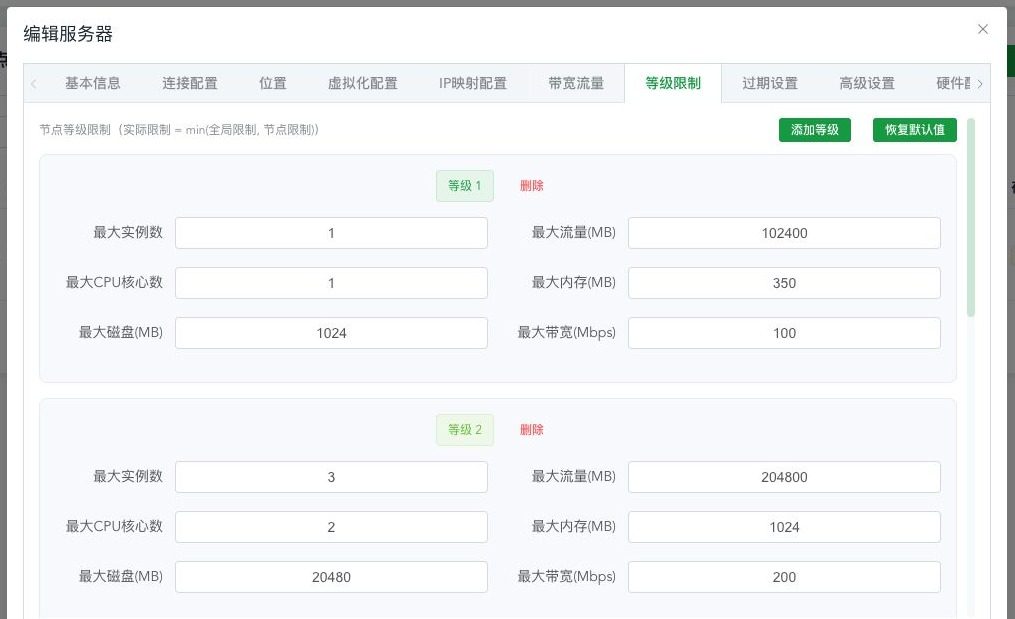 编辑服务器
基本信息 连接配置 位置 虚拟化配置 IP映射配置 带宽流量 等级限制 过期设置 高级设置 硬件
节点等级限制（实际限制 = min(全局限制, 节点限制)） 添加等级 恢复默认值
等级 1 删除
最大实例数 1 最大流量(MB) 102400
最大CPU核心数 1 最大内存(MB) 350
最大磁盘(MB) 1024 最大带宽(Mbps) 100
等级 2 删除
最大实例数 3 最大流量(MB) 204800
最大CPU核心数 2 最大内存(MB) 1024
最大磁盘(MB) 20480 最大带宽(Mbps) 200